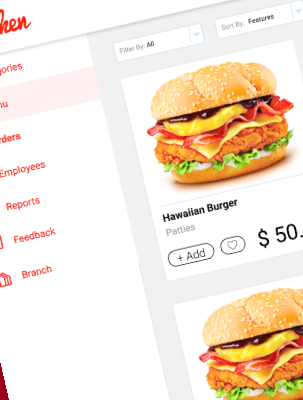 hen
ories
nu
rders
Employees
Reports
Feedback
Branch
Filter By: All
Sort By: Features
Hawaiian Burger
Patties
+ Add
$ 50.